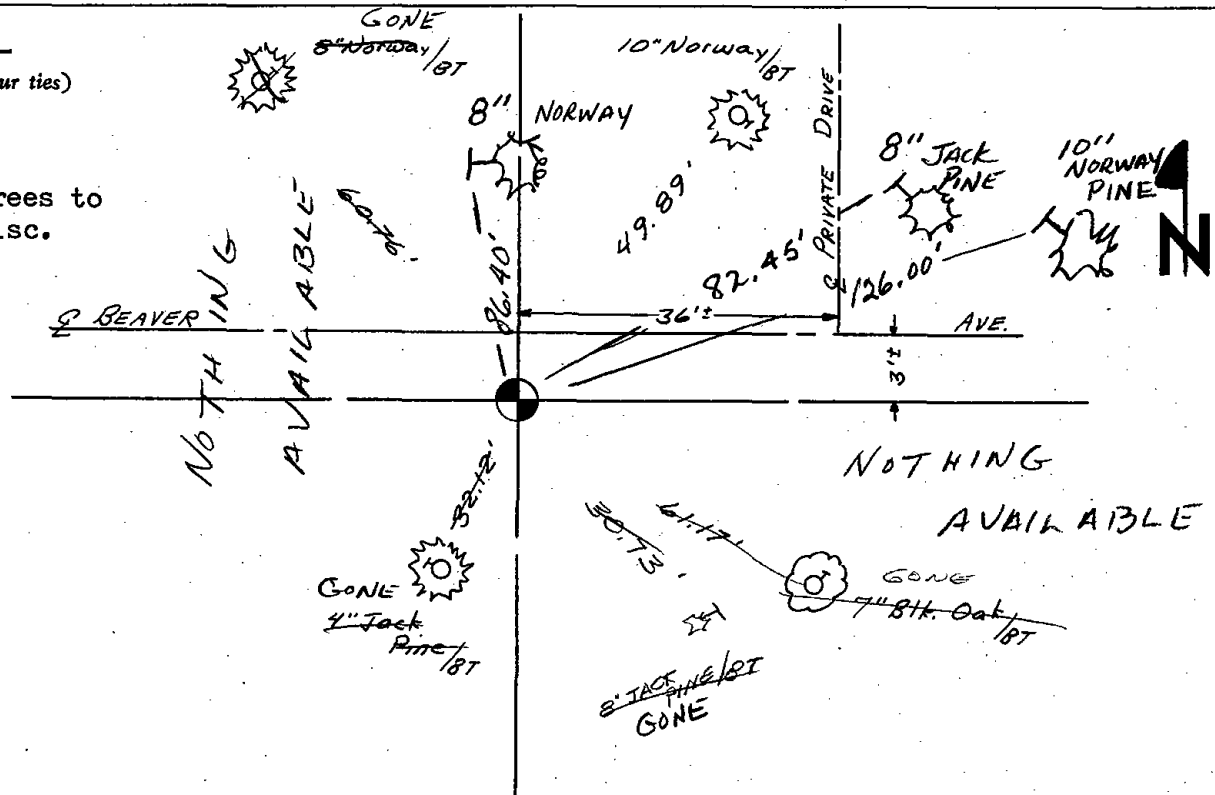 GONE
8" Norway/BT
10" Norway/BT
ur ties)
8" NORWAY
PRIVATE DRIVE
8" JACK
PINE
10"
NORWAY
PINE
N
rees to
isc.
49.89'
86.40'
82.45'
126.00'
36'±
℄ BEAVER
AVE.
3'±
NOTHING
AVAILABLE
NOTHING
AVAILABLE
32.12'
30.73'
61.17'
GONE
4" Jack
Pine/BT
GONE
7" Blk. Oak/BT
8" JACK
PINE/BT
GONE